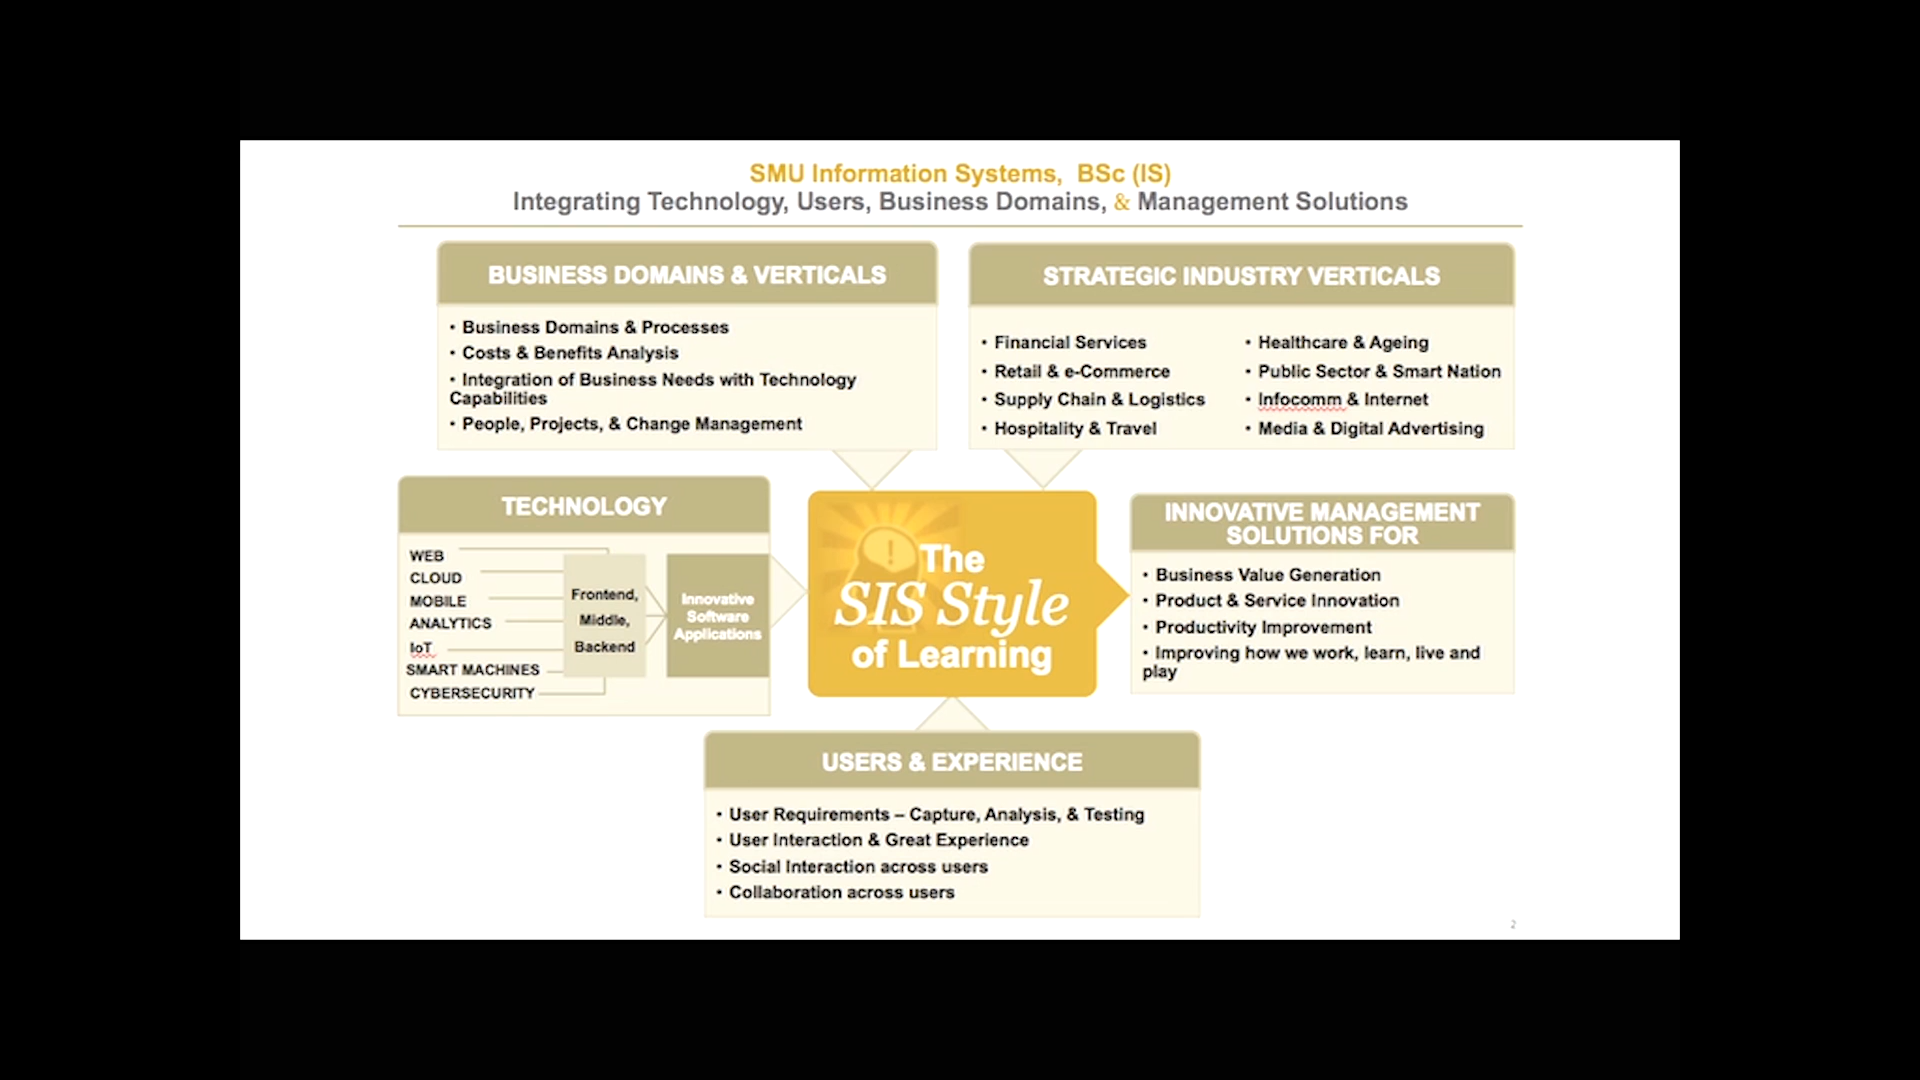 SMU Information Systems,  BSc (IS)
Integrating Technology, Users, Business Domains, & Management Solutions
BUSINESS DOMAINS & VERTICALS
• Business Domains & Processes
• Costs & Benefits Analysis
• Integration of Business Needs with Technology
Capabilities
• People, Projects, & Change Management
STRATEGIC INDUSTRY VERTICALS
• Financial Services
• Retail & e-Commerce
• Supply Chain & Logistics
• Hospitality & Travel
• Healthcare & Ageing
• Public Sector & Smart Nation
• Infocomm & Internet
• Media & Digital Advertising
TECHNOLOGY
WEB
CLOUD
MOBILE
ANALYTICS
IoT
SMART MACHINES
CYBERSECURITY
Frontend,
Middle,
Backend
Innovative
Software
Applications
The
SIS Style
of Learning
INNOVATIVE MANAGEMENT
SOLUTIONS FOR
• Business Value Generation
• Product & Service Innovation
• Productivity Improvement
• Improving how we work, learn, live and
play
USERS & EXPERIENCE
• User Requirements – Capture, Analysis, & Testing
• User Interaction & Great Experience
• Social Interaction across users
• Collaboration across users
2